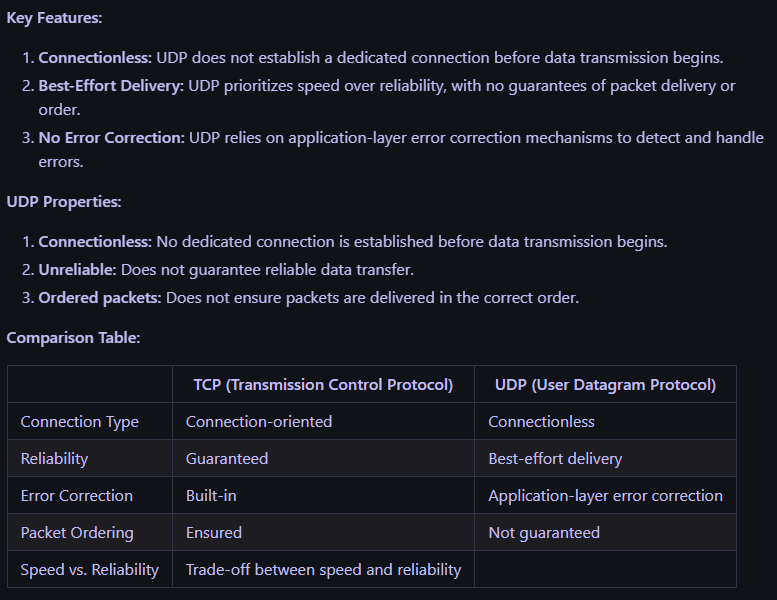 Key Features:
1. Connectionless: UDP does not establish a dedicated connection before data transmission begins.
2. Best-Effort Delivery: UDP prioritizes speed over reliability, with no guarantees of packet delivery or
order.
3. No Error Correction: UDP relies on application-layer error correction mechanisms to detect and handle
errors.
UDP Properties:
1. Connectionless: No dedicated connection is established before data transmission begins.
2. Unreliable: Does not guarantee reliable data transfer.
3. Ordered packets: Does not ensure packets are delivered in the correct order.
Comparison Table:
TCP (Transmission Control Protocol) UDP (User Datagram Protocol)
Connection Type Connection-oriented Connectionless
Reliability Guaranteed Best-effort delivery
Error Correction Built-in Application-layer error correction
Packet Ordering Ensured Not guaranteed
Speed vs. Reliability Trade-off between speed and reliability